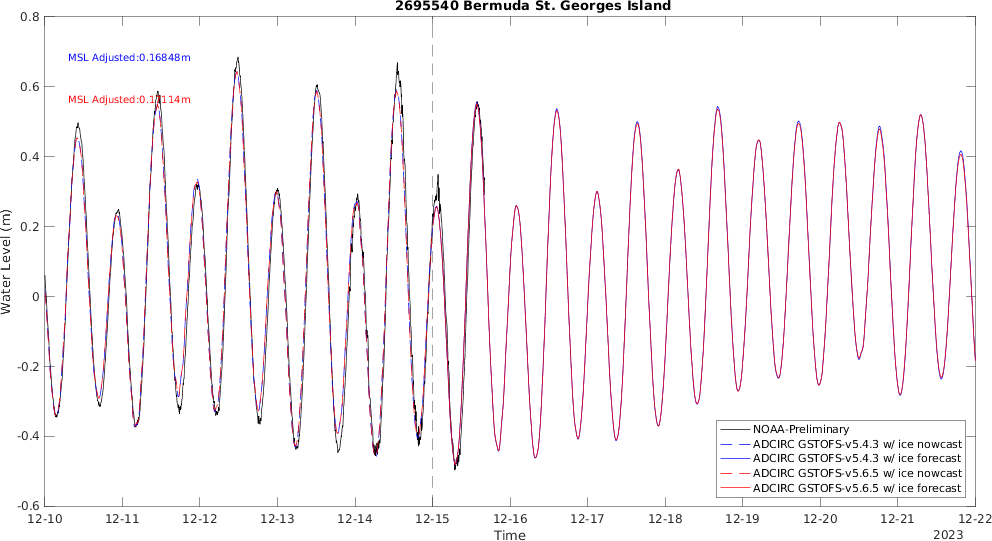 2695540 Bermuda St. Georges Island
0.8
0.6
0.4
0.2
0
-0.2
-0.4
-0.6
Water Level (m)
MSL Adjusted:0.16848m
MSL
NOAA-Preliminary
ADCIRC GSTOFS-v5.4.3 w/ ice nowcast
ADCIRC GSTOFS-v5.4.3 w/ ice forecast
ADCIRC GSTOFS-v5.6.5 w/ ice nowcast
ADCIRC GSTOFS-v5.6.5 w/ ice forecast
12-10 12-11 12-12 12-13 12-14 12-15 12-16 12-17 12-18 12-19 12-20 12-21 12-22
Time
2023